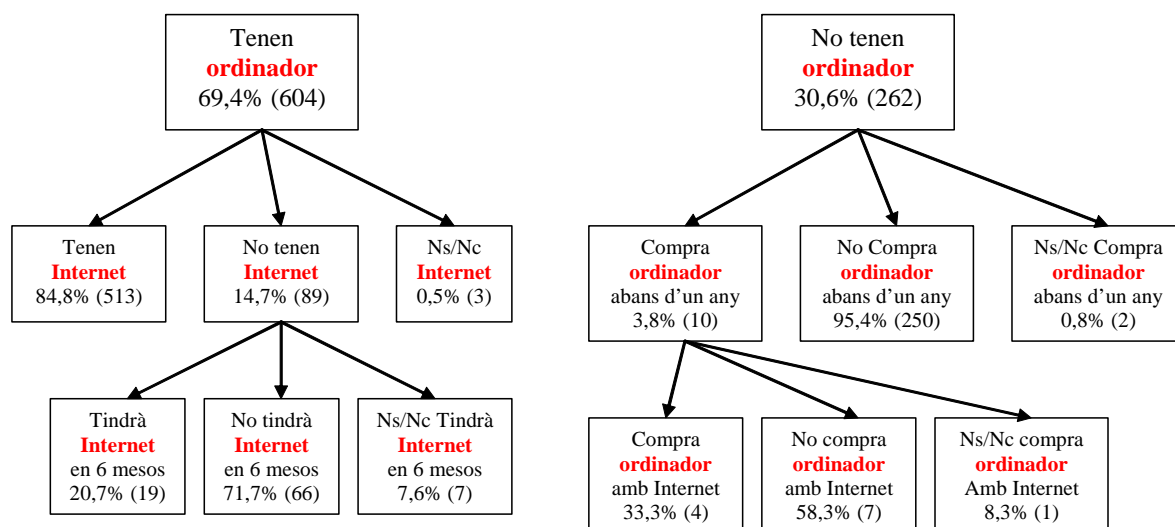 Tenen
ordinador
69,4% (604)
No tenen
ordinador
30,6% (262)
Tenen
Internet
84,8% (513)
No tenen
Internet
14,7% (89)
Ns/Nc
Internet
0,5% (3)
Compra
ordinador
abans d'un any
3,8% (10)
No Compra
ordinador
abans d'un any
95,4% (250)
Ns/Nc Compra
ordinador
abans d'un any
0,8% (2)
Tindrà
Internet
en 6 mesos
20,7% (19)
No tindrà
Internet
en 6 mesos
71,7% (66)
Ns/Nc Tindrà
Internet
en 6 mesos
7,6% (7)
Compra
ordinador
amb Internet
33,3% (4)
No compra
ordinador
amb Internet
58,3% (7)
Ns/Nc compra
ordinador
Amb Internet
8,3% (1)